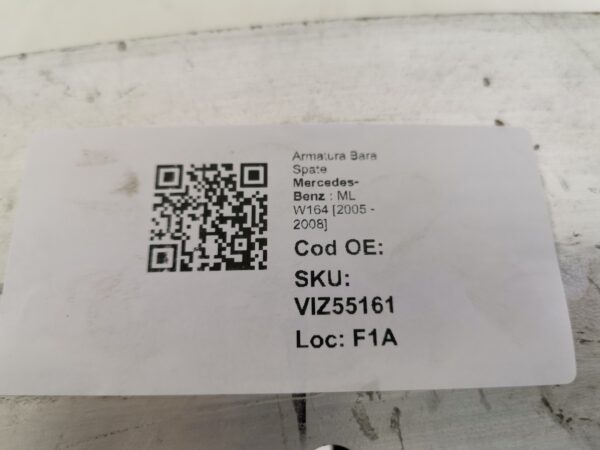 Armatura Bara
Spate
Mercedes-
Benz : ML
W164 [2005 -
2008]
Cod OE:
SKU:
VIZ55161
Loc: F1A